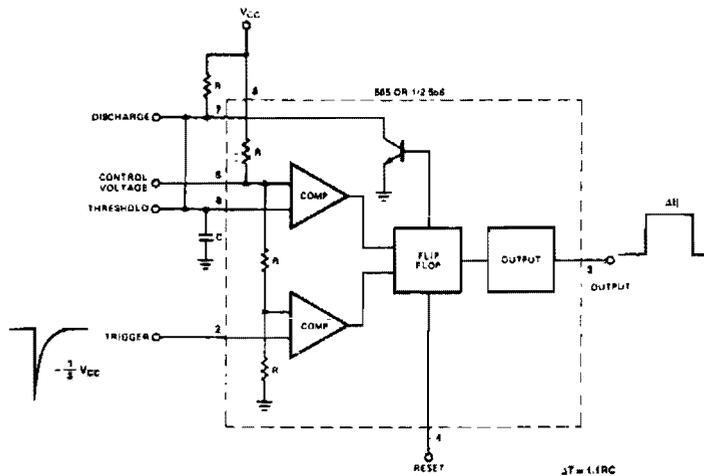 VCC
R
8
555 OR 1/2 556
DISCHARGE
7
R
CONTROL
VOLTAGE
5
COMP
THRESHOLD
6
C
R
FLIP
FLOP
OUTPUT
3
OUTPUT
COMP
TRIGGER
2
- 1/3 VCC
R
4
RESET
ΔT = 1.1RC